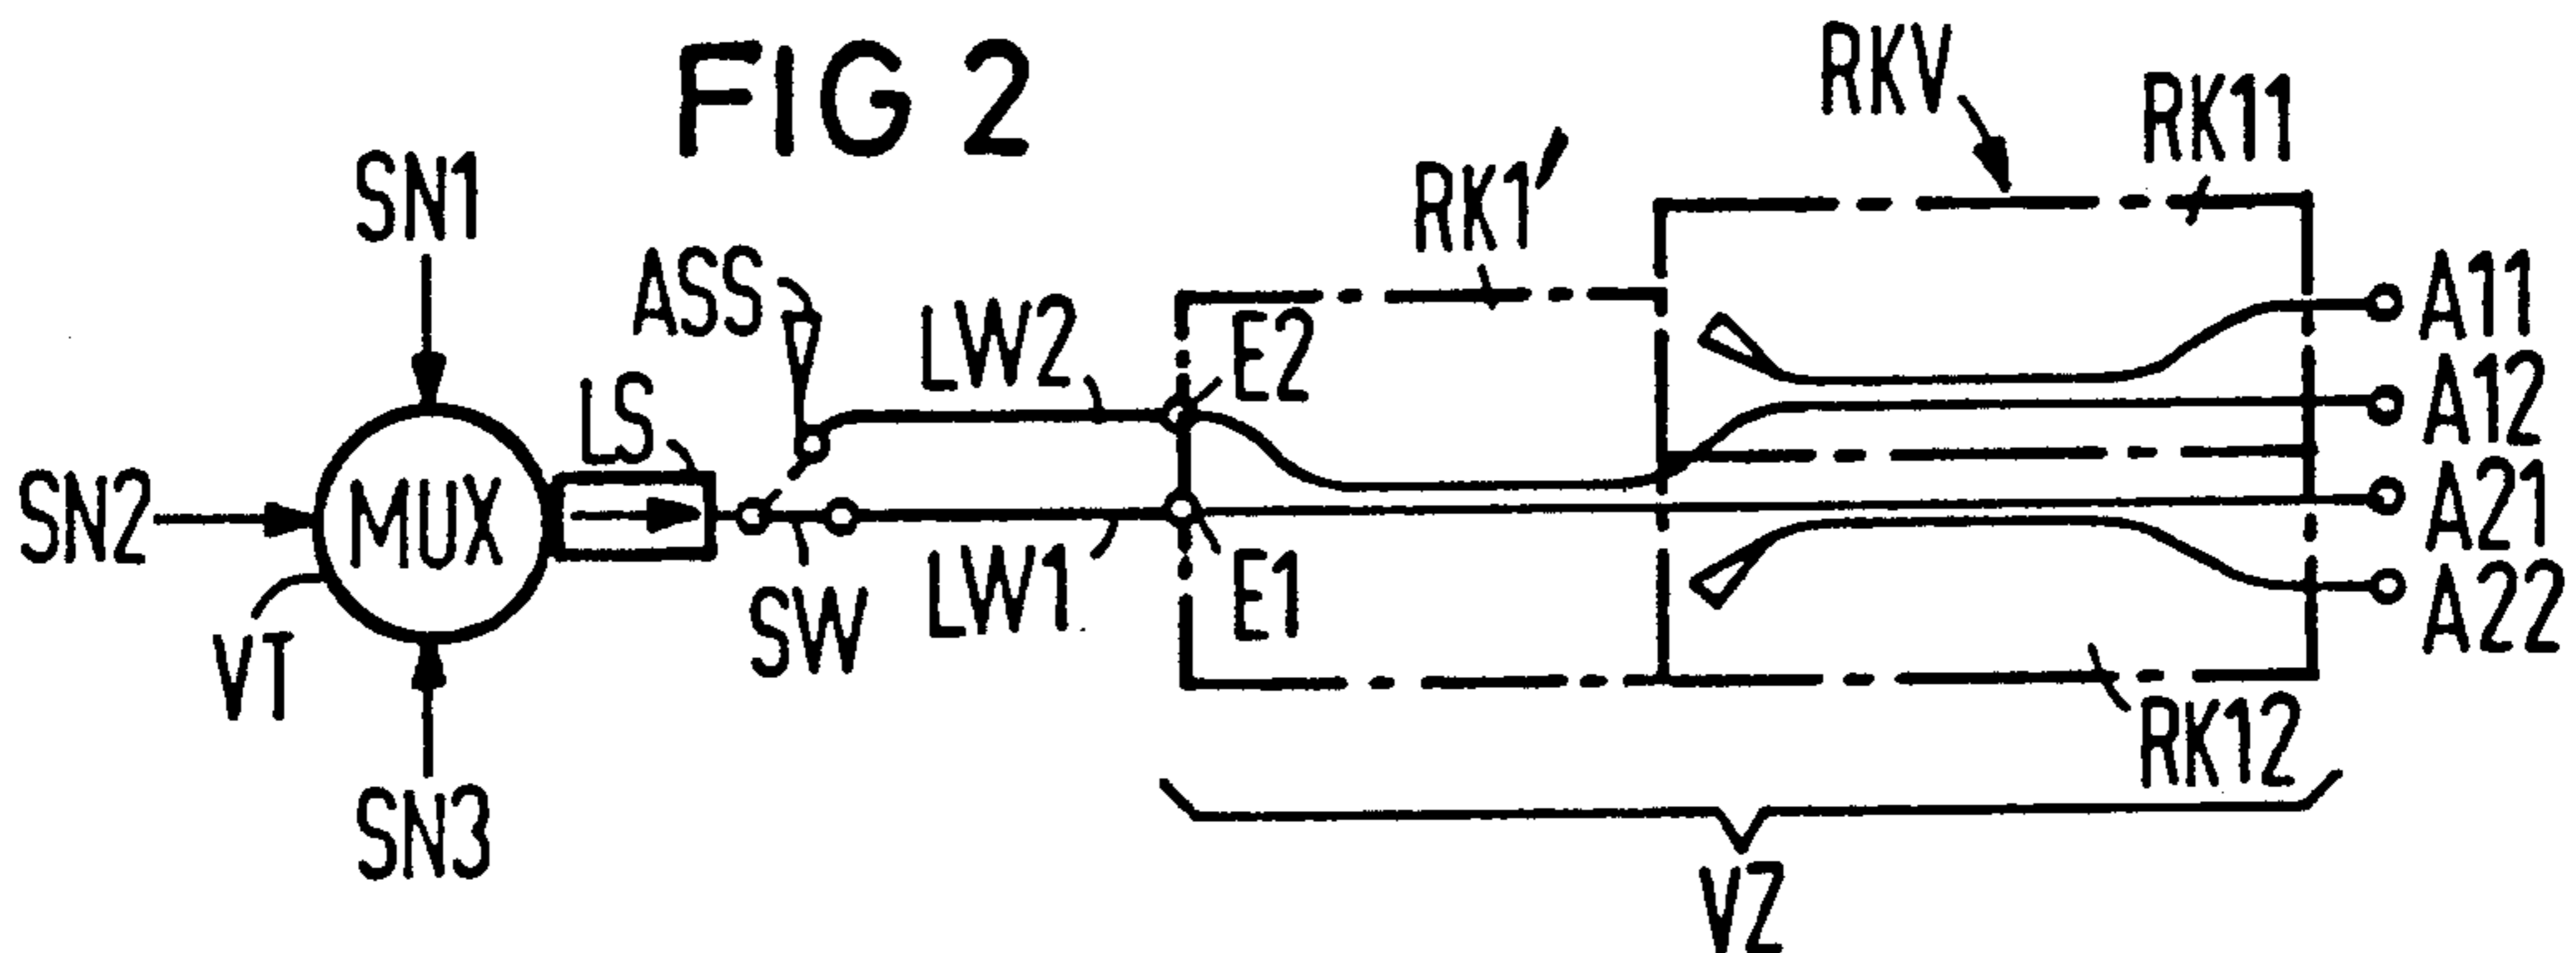 FIG 2
RKV
RK11
SN1
RK1'
ASS
LW2
E2
A11
A12
LS
SN2
MUX
A21
VT
SW
LW1
E1
A22
RK12
SN3
VZ